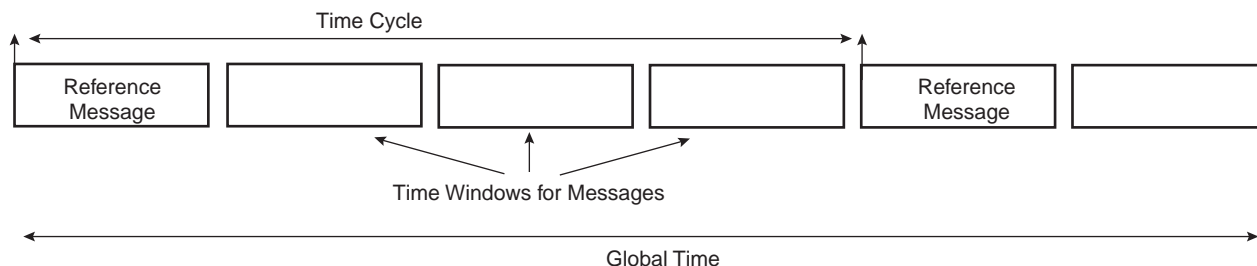 Time Cycle
Reference
Message
Reference
Message
Time Windows for Messages
Global Time